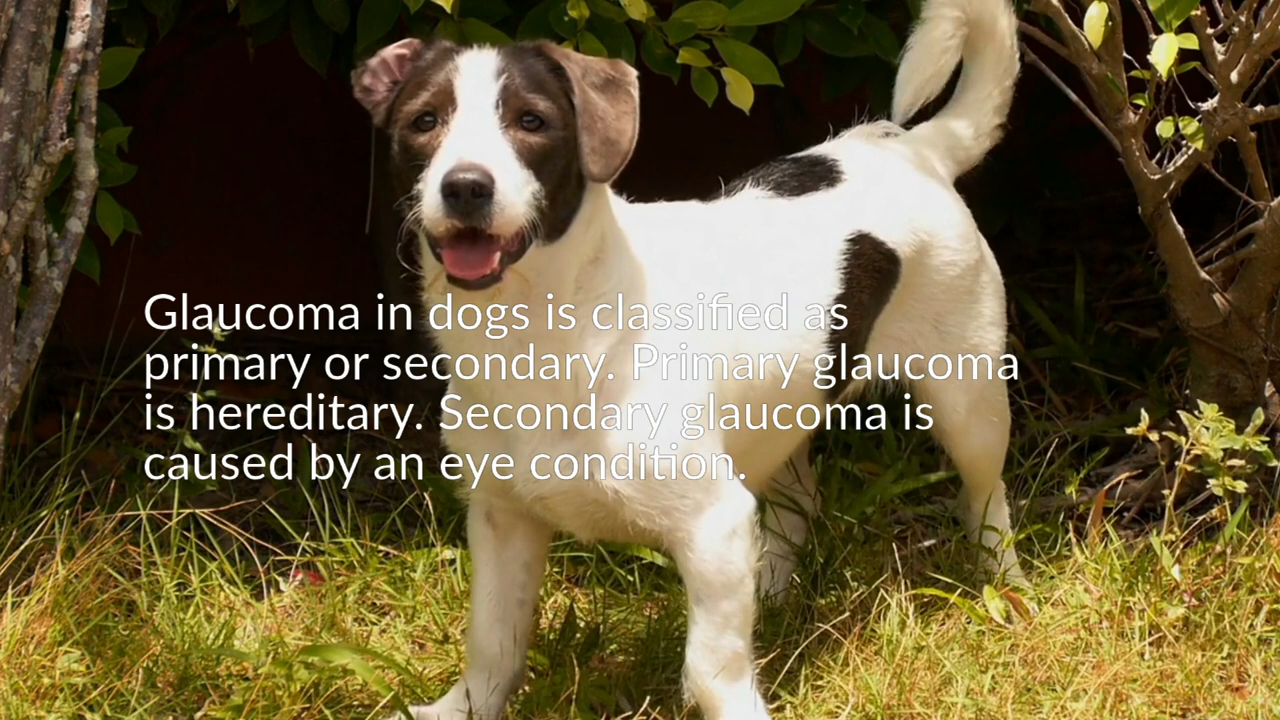 Glaucoma in dogs is classified as
primary or secondary. Primary glaucoma
is hereditary. Secondary glaucoma is
caused by an eye condition.